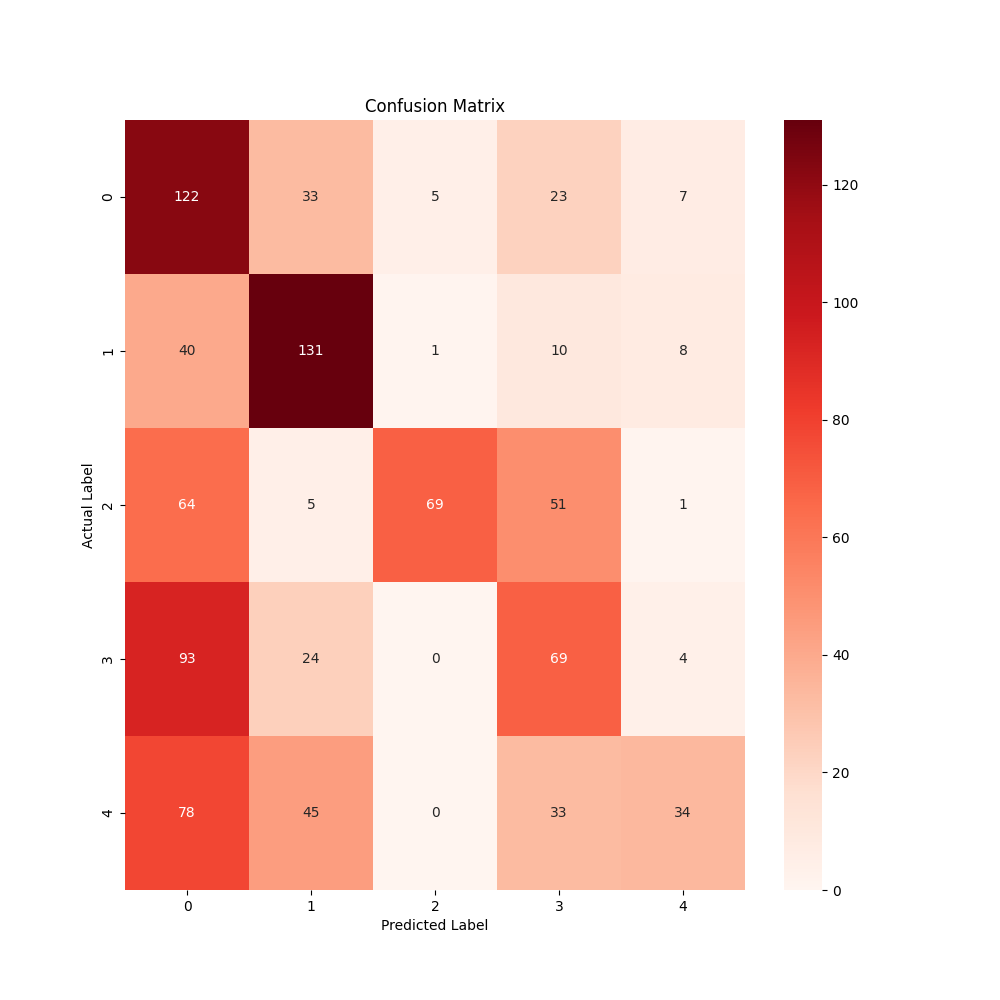 Confusion Matrix
0 122 33 5 23 7
1 40 131 1 10 8
2 64 5 69 51 1
3 93 24 0 69 4
4 78 45 0 33 34
0 1 2 3 4
Predicted Label
Actual Label
120
100
80
60
40
20
0